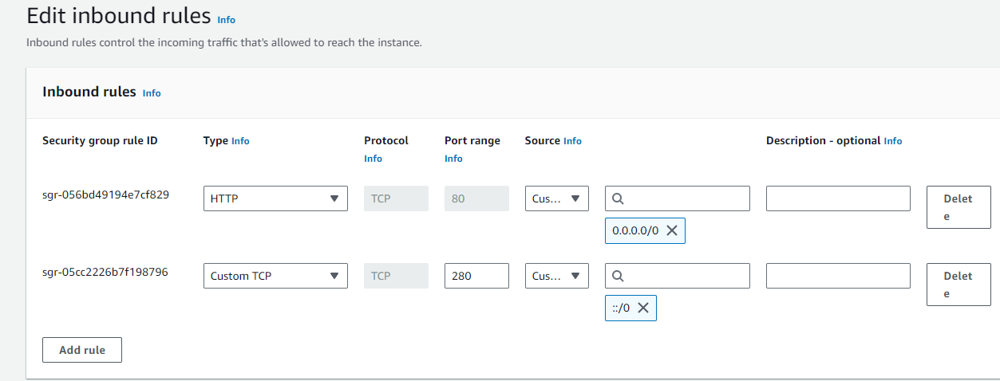 Edit inbound rules Info
Inbound rules control the incoming traffic that's allowed to reach the instance.
Inbound rules Info
Security group rule ID Type Info Protocol Info Port range Info Source Info Description - optional Info
sgr-056bd49194e7cf829 HTTP TCP 80 Cus... Delet
e
0.0.0.0/0
sgr-05cc2226b7f198796 Custom TCP TCP 280 Cus... Delet
e
::/0
Add rule